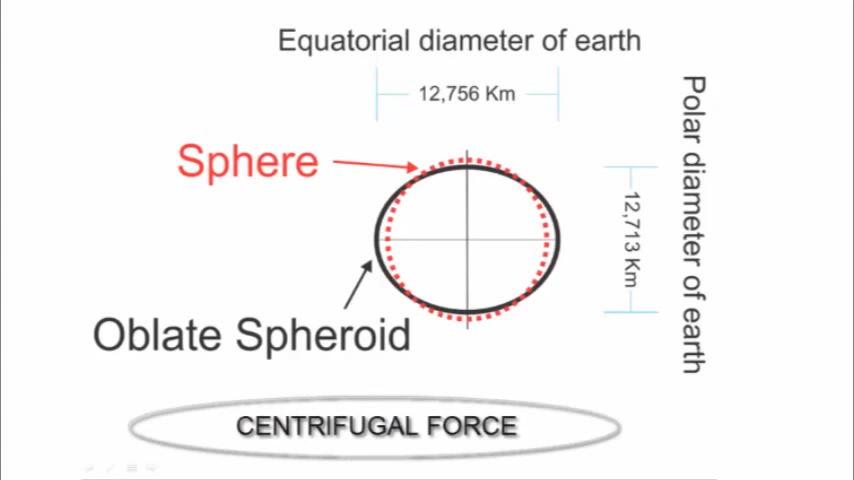 Equatorial diameter of earth
12,756 Km
Sphere
Polar diameter of earth
12,713 Km
Oblate Spheroid
CENTRIFUGAL FORCE